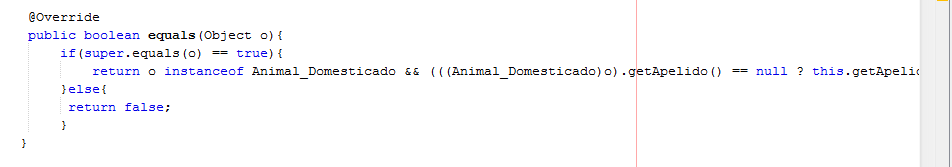 @Override
public boolean equals(Object o){
if(super.equals(o) == true){
return o instanceof Animal_Domesticado && (((Animal_Domesticado)o).getApelido() == null ? this.getApelic
}else{
return false;
}
}